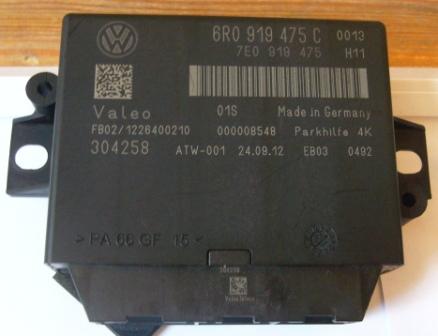 6R0 919 475 C 0013
7E0 919 475 H11
Valeo 01S Made in Germany
FB02/1226400210 000008548 Parkhilfe 4K
304258 ATW-001 24.09.12 EB03 0492
>PA 66 GF 15<
304258